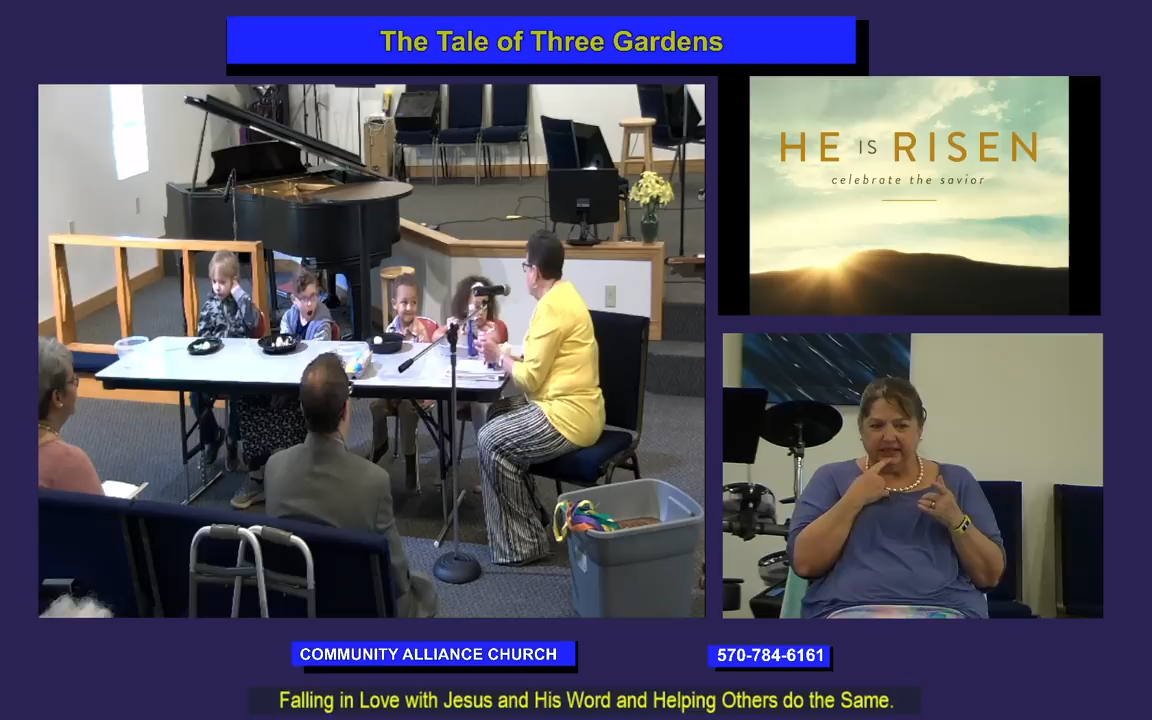 The Tale of Three Gardens
HE IS RISEN
celebrate the savior
COMMUNITY ALLIANCE CHURCH
570-784-6161
Falling in Love with Jesus and His Word and Helping Others do the Same.